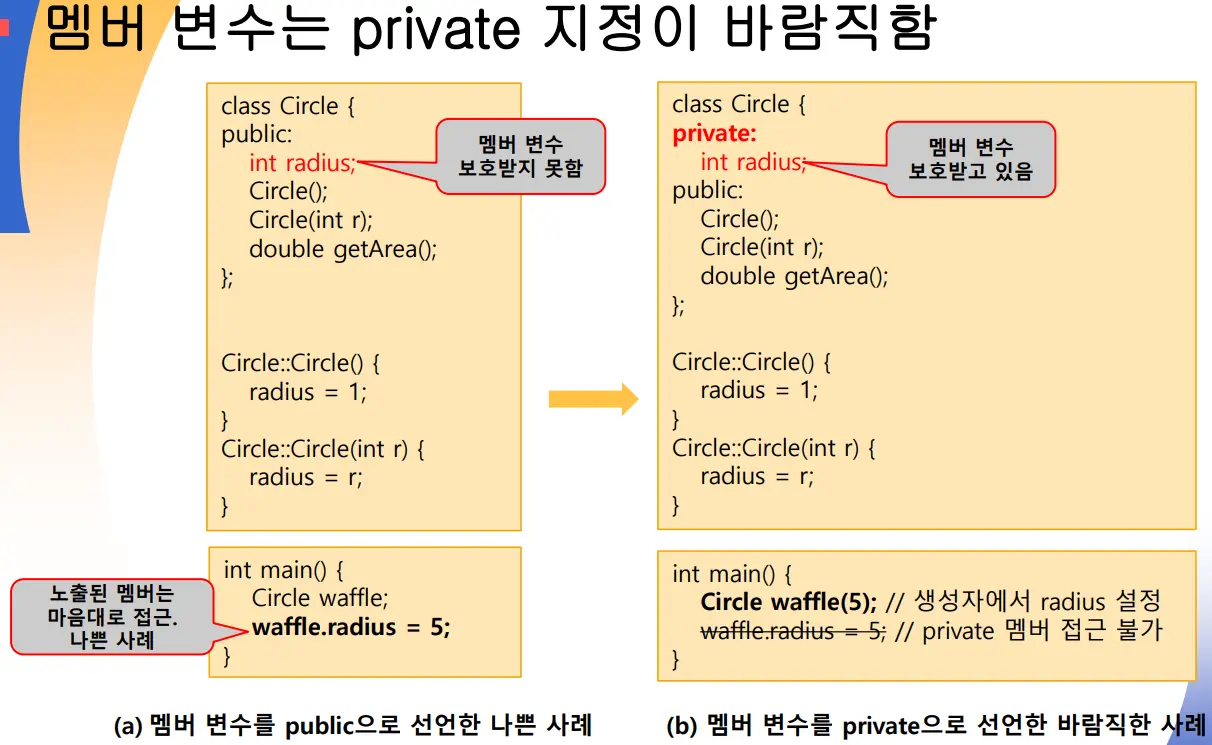 멤버 변수는 private 지정이 바람직함
class Circle {
public:
int radius;
Circle();
Circle(int r);
double getArea();
};
Circle::Circle() {
radius = 1;
}
Circle::Circle(int r) {
radius = r;
}
멤버 변수
보호받지 못함
int main() {
Circle waffle;
waffle.radius = 5;
}
노출된 멤버는
마음대로 접근.
나쁜 사례
(a) 멤버 변수를 public으로 선언한 나쁜 사례
class Circle {
private:
int radius;
public:
Circle();
Circle(int r);
double getArea();
};
Circle::Circle() {
radius = 1;
}
Circle::Circle(int r) {
radius = r;
}
멤버 변수
보호받고 있음
int main() {
Circle waffle(5); // 생성자에서 radius 설정
waffle.radius = 5; // private 멤버 접근 불가
}
(b) 멤버 변수를 private으로 선언한 바람직한 사례